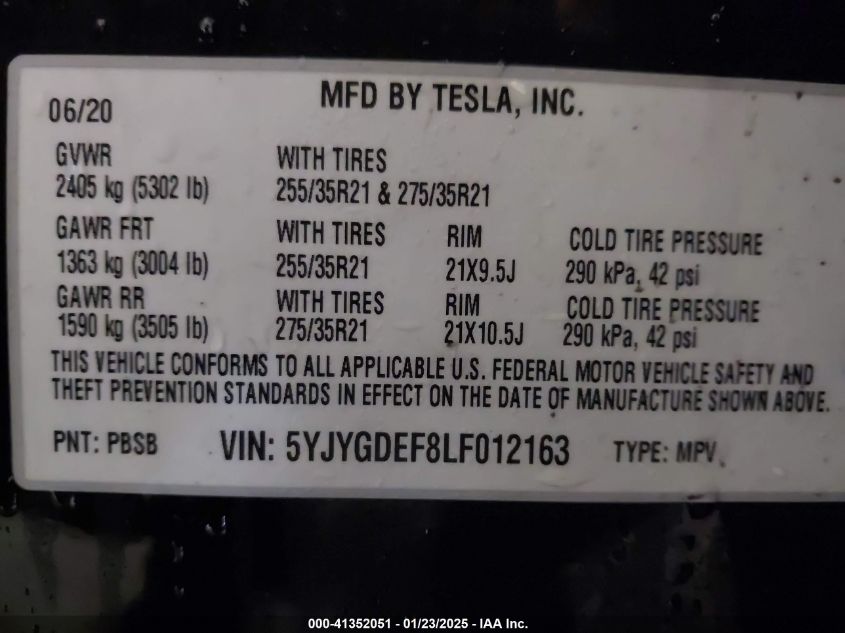 MFD BY TESLA, INC.
06/20
GVWR WITH TIRES
2405 kg (5302 lb) 255/35R21 & 275/35R21
GAWR FRT WITH TIRES RIM COLD TIRE PRESSURE
1363 kg (3004 lb) 255/35R21 21X9.5J 290 kPa, 42 psi
GAWR RR WITH TIRES RIM COLD TIRE PRESSURE
1590 kg (3505 lb) 275/35R21 21X10.5J 290 kPa, 42 psi
THIS VEHICLE CONFORMS TO ALL APPLICABLE U.S. FEDERAL MOTOR VEHICLE SAFETY AND
THEFT PREVENTION STANDARDS IN EFFECT ON THE DATE OF MANUFACTURE SHOWN ABOVE.
PNT: PBSB VIN: 5YJYGDEF8LF012163 TYPE: MPV
000-41352051 - 01/23/2025 - IAA Inc.